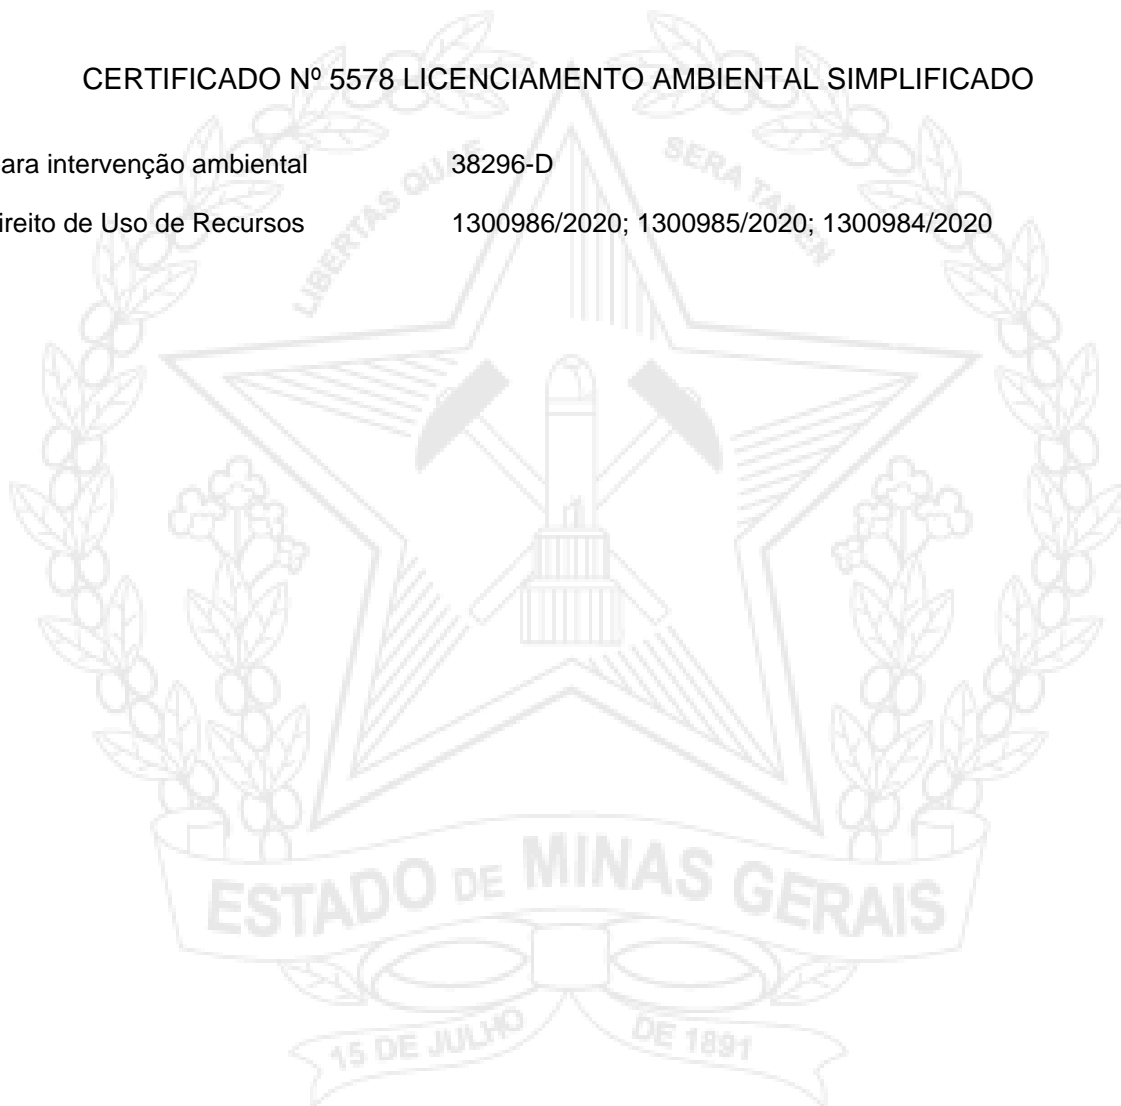 CERTIFICADO Nº 5578 LICENCIAMENTO AMBIENTAL SIMPLIFICADO
ara intervenção ambiental 38296-D
ireito de Uso de Recursos 1300986/2020; 1300985/2020; 1300984/2020
LIBERTAS QUÆ SERA TAMEN
ESTADO DE MINAS GERAIS
15 DE JULHO DE 1891